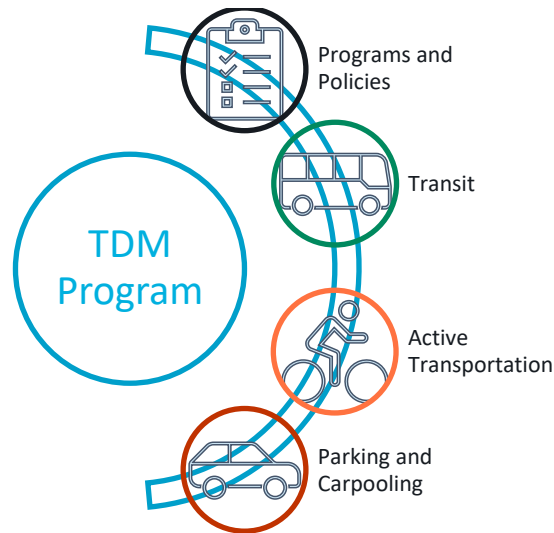 Programs and
Policies
Transit
TDM
Program
Active
Transportation
Parking and
Carpooling